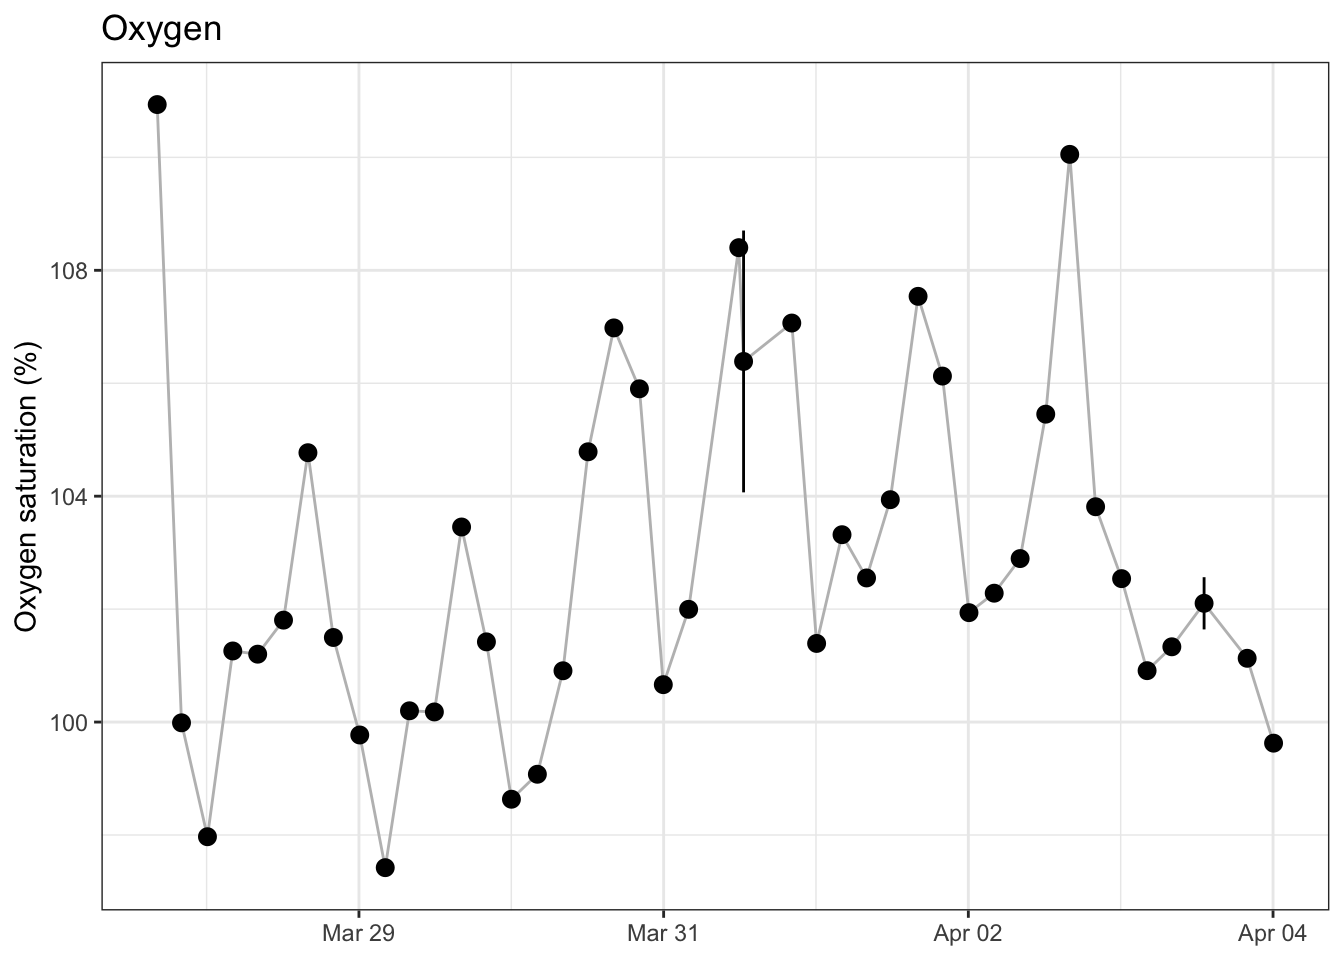 Oxygen
Oxygen saturation (%)
108
104
100
Mar 29
Mar 31
Apr 02
Apr 04